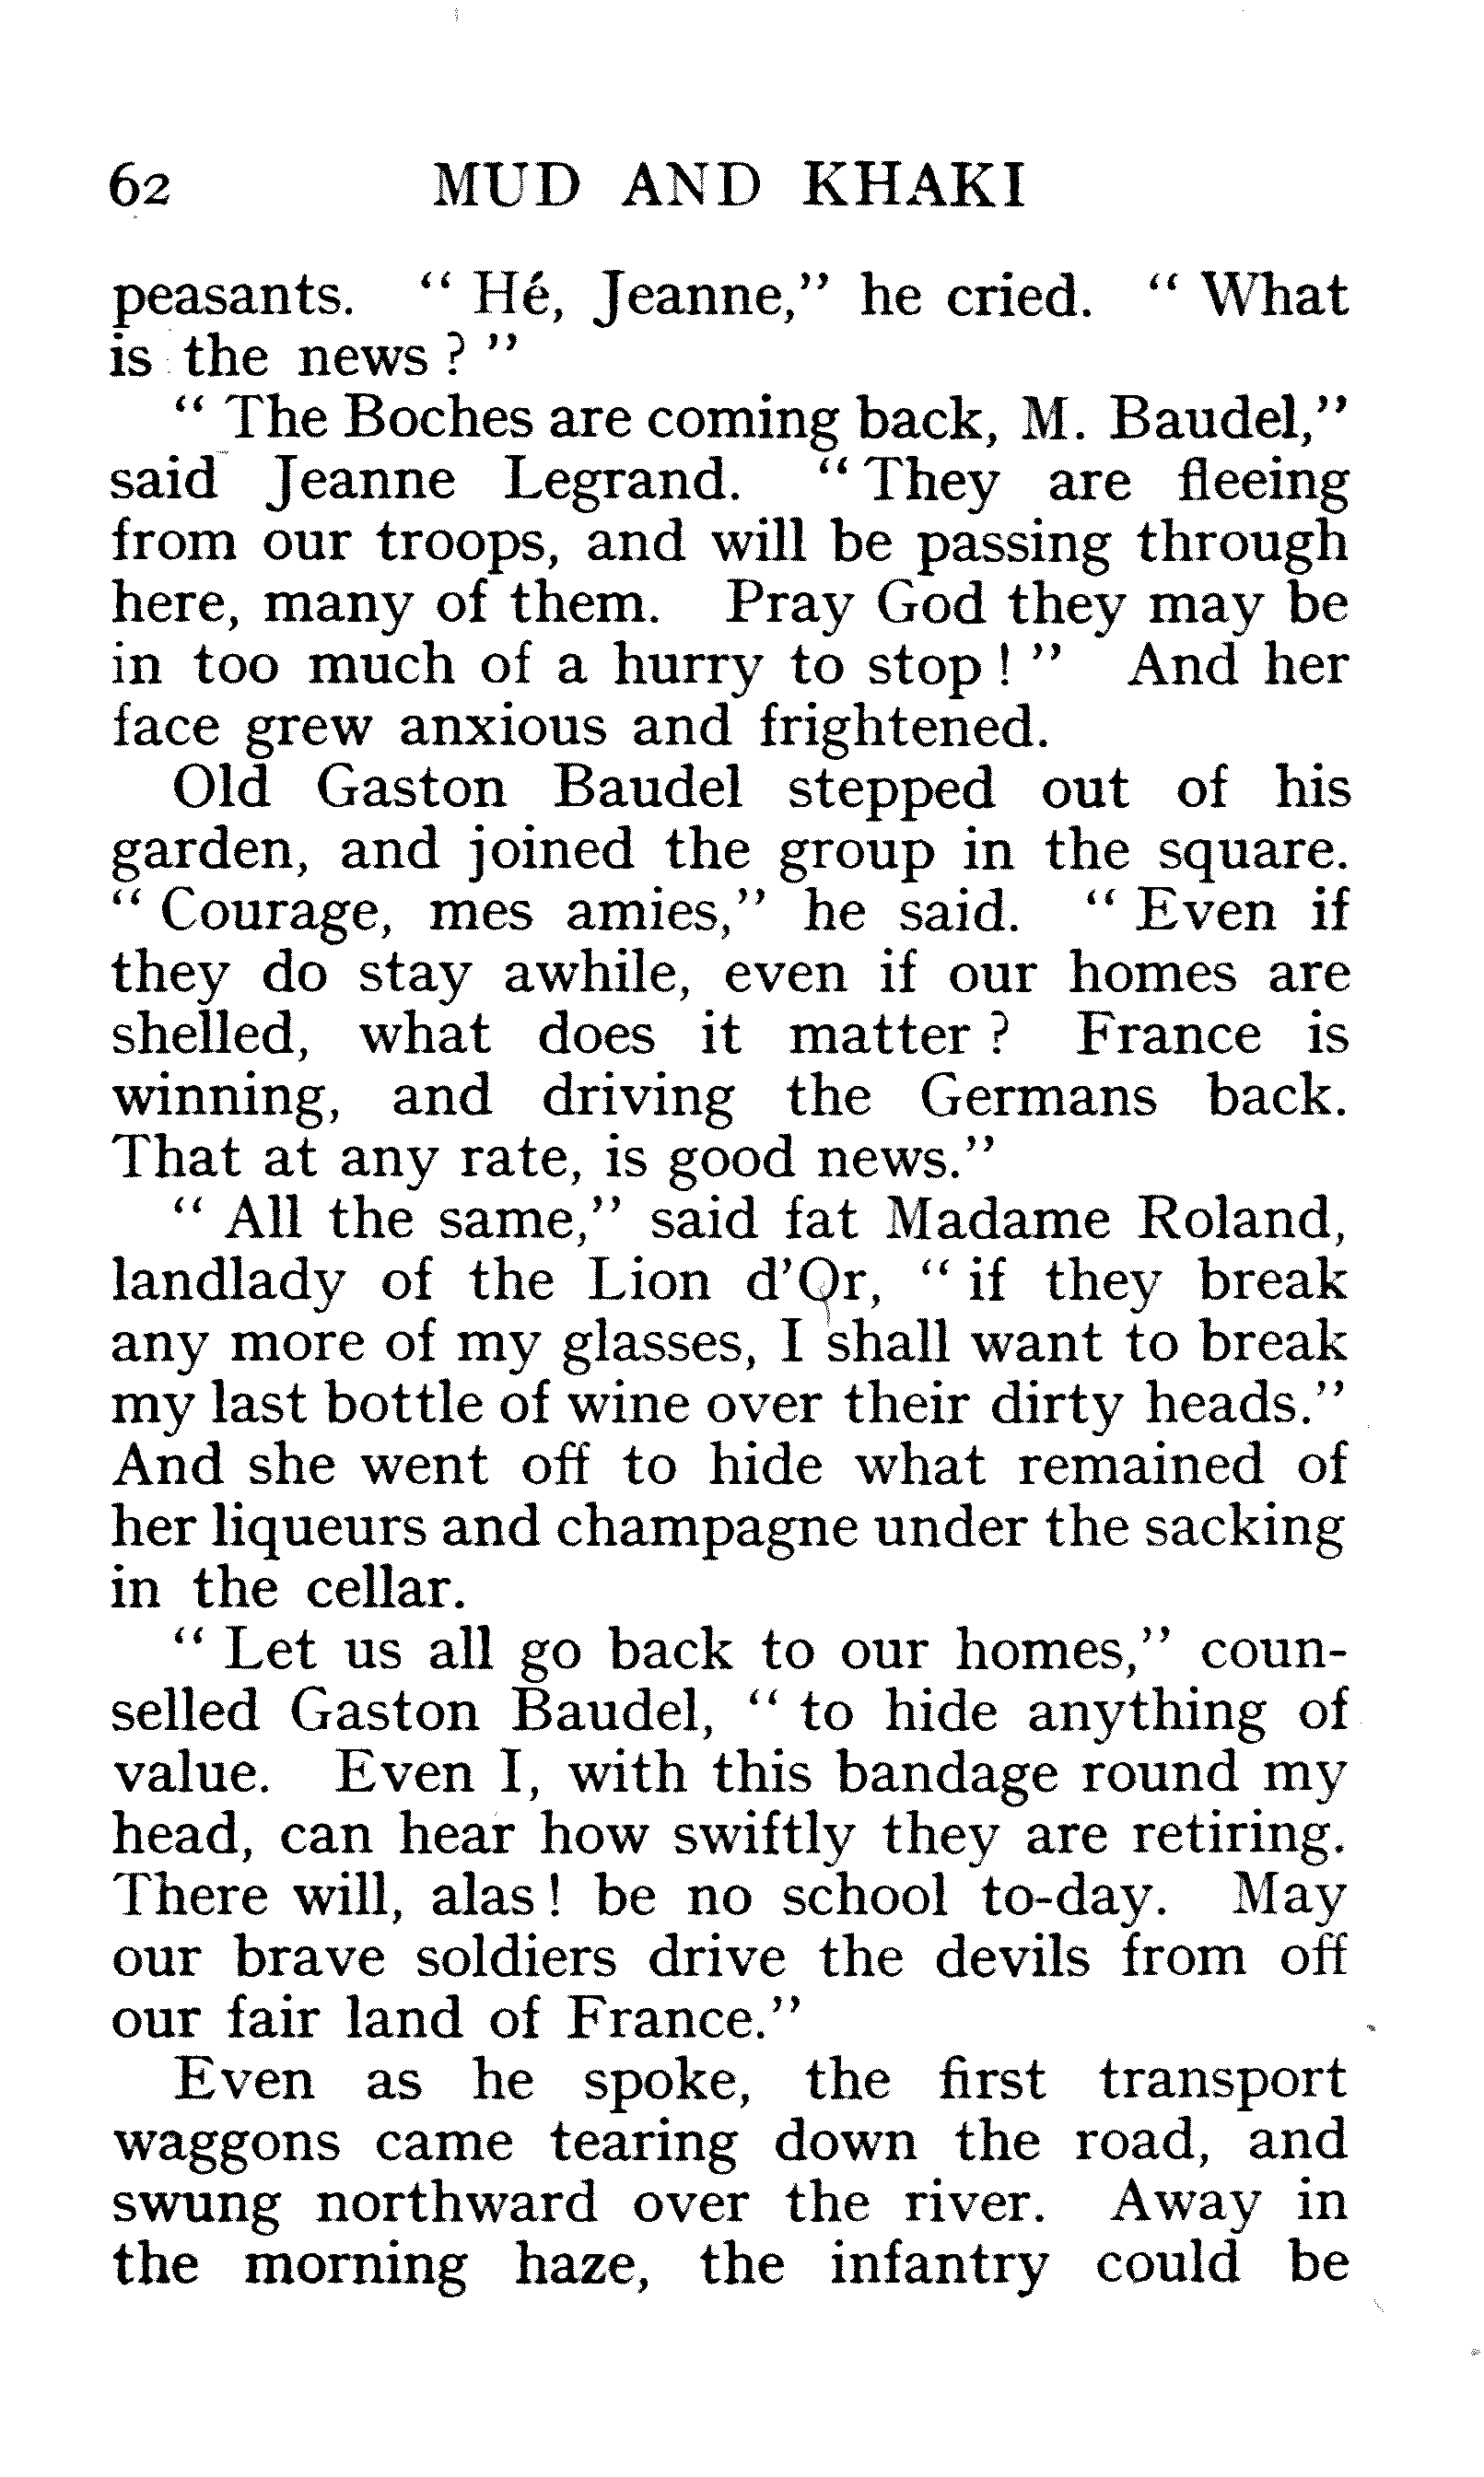 62 MUD AND KHAKI
peasants. “ Hé, Jeanne,” he cried. “ What
is the news ? ”
“ The Boches are coming back, M. Baudel,”
said Jeanne Legrand. “ They are fleeing
from our troops, and will be passing through
here, many of them. Pray God they may be
in too much of a hurry to stop ! ” And her
face grew anxious and frightened.
Old Gaston Baudel stepped out of his
garden, and joined the group in the square.
“ Courage, mes amies,” he said. “ Even if
they do stay awhile, even if our homes are
shelled, what does it matter ? France is
winning, and driving the Germans back.
That at any rate, is good news.”
“ All the same,” said fat Madame Roland,
landlady of the Lion d’Or, “ if they break
any more of my glasses, I shall want to break
my last bottle of wine over their dirty heads.”
And she went off to hide what remained of
her liqueurs and champagne under the sacking
in the cellar.
“ Let us all go back to our homes,” coun-
selled Gaston Baudel, “ to hide anything of
value. Even I, with this bandage round my
head, can hear how swiftly they are retiring.
There will, alas ! be no school to-day. May
our brave soldiers drive the devils from off
our fair land of France.”
Even as he spoke, the first transport
waggons came tearing down the road, and
swung northward over the river. Away in
the morning haze, the infantry could be